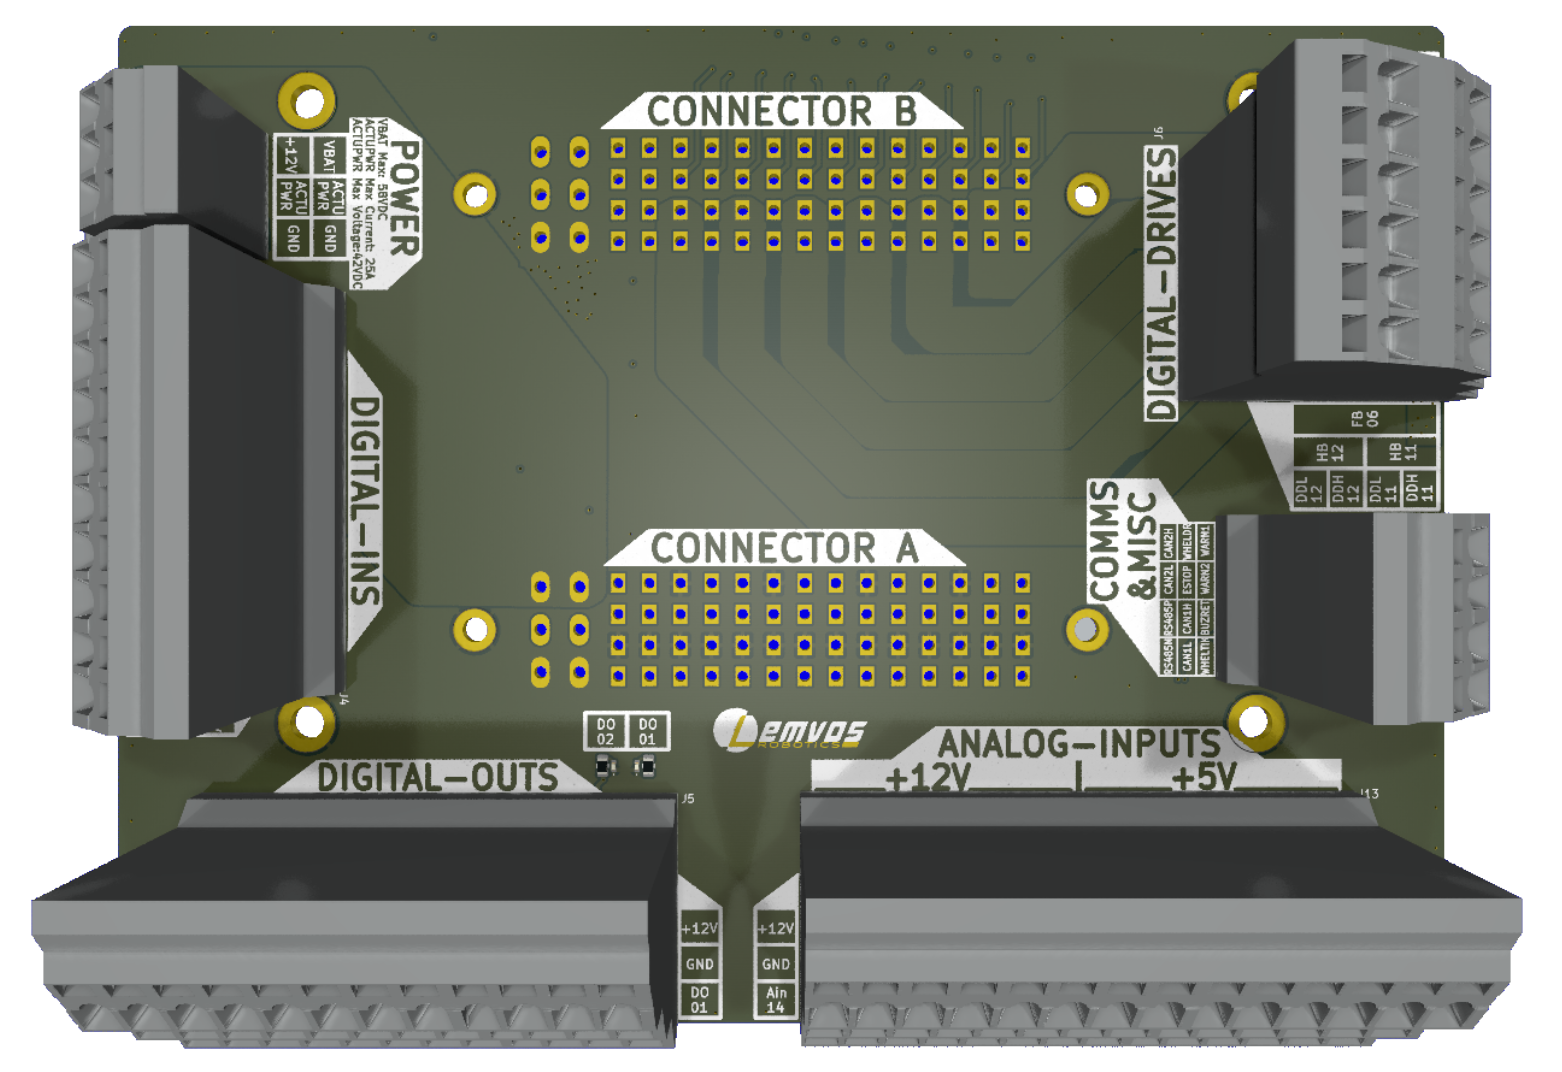 CONNECTOR B
POWER
VBAT Max: 58VDC
ACTUPWR Max Current: 25A
ACTUPWR Max Voltage:42VDC
VBAT
ACTU
PWR
GND
+12V
ACTU
PWR
GND
J6
DIGITAL-DRIVES
FB
06
HB
12
HB
11
DDL
12
DDH
12
DDL
11
DDH
11
DIGITAL-INS
J4
CONNECTOR A
COMMS
&MISC
RS485N
RS485P
CAN2L
CAN2H
CAN1L
CAN1H
ESTOP
WHELDR
WHELTN
BUZRET
WARN2
WARN1
DO
02
DO
01
Lemvos
ROBOTICS
DIGITAL-OUTS
J5
ANALOG-INPUTS
+12V | +5V
J13
+12V
GND
DO
01
+12V
GND
Ain
14